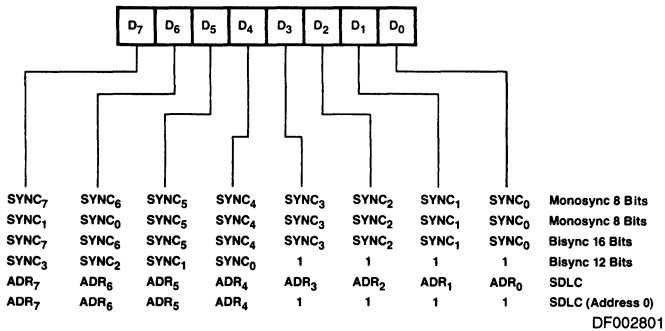 D₇ D₆ D₅ D₄ D₃ D₂ D₁ D₀
SYNC₇ SYNC₆ SYNC₅ SYNC₄ SYNC₃ SYNC₂ SYNC₁ SYNC₀ Monosync 8 Bits
SYNC₁ SYNC₀ SYNC₅ SYNC₄ SYNC₃ SYNC₂ SYNC₁ SYNC₀ Monosync 8 Bits
SYNC₇ SYNC₆ SYNC₅ SYNC₄ SYNC₃ SYNC₂ SYNC₁ SYNC₀ Bisync 16 Bits
SYNC₃ SYNC₂ SYNC₁ SYNC₀ 1 1 1 1 Bisync 12 Bits
ADR₇ ADR₆ ADR₅ ADR₄ ADR₃ ADR₂ ADR₁ ADR₀ SDLC
ADR₇ ADR₆ ADR₅ ADR₄ 1 1 1 1 SDLC (Address 0)
DF002801